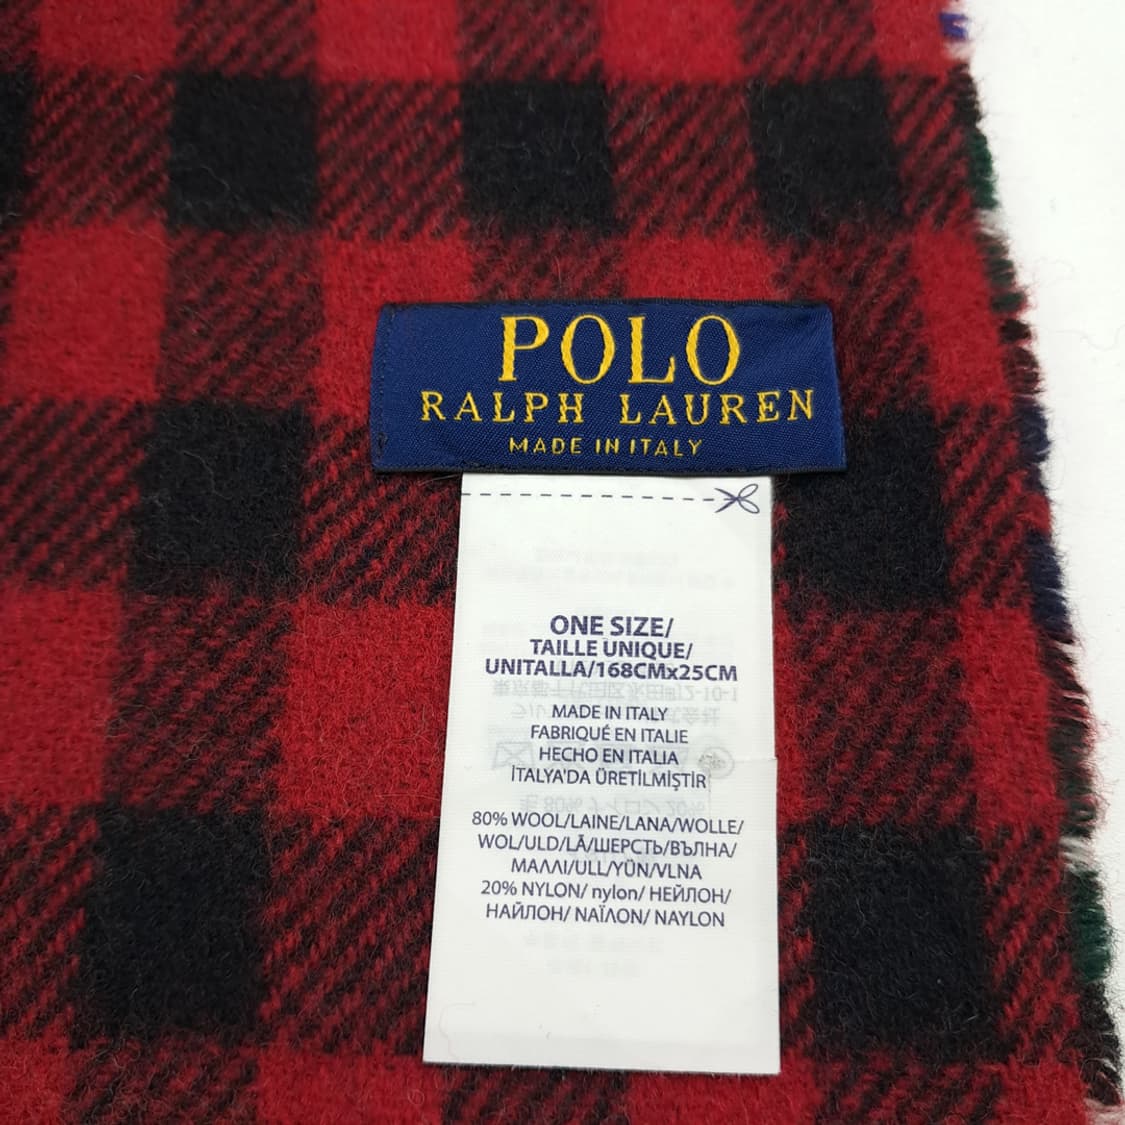 POLO
RALPH LAUREN
MADE IN ITALY
ONE SIZE/
TAILLE UNIQUE/
UNITALLA/168CMx25CM
MADE IN ITALY
FABRIQUÉ EN ITALIE
HECHO EN ITALIA
İTALYA'DA ÜRETİLMİŞTİR
80% WOOL/LAINE/LANA/WOLLE/
WOL/ULD/LÃ/ШЕРСТЬ/ВЪЛНА/
ΜΑΛΛΙ/ULL/YÜN/VLNA
20% NYLON/ nylon/ НЕЙЛОН/
НАЙЛОН/ ΝΑΪΛΟΝ/ NAYLON